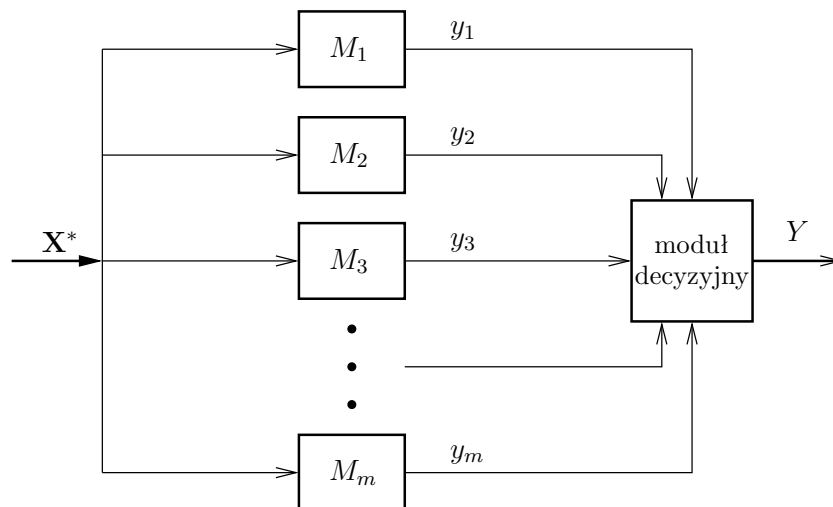 M₁
y₁
M₂
y₂
X*
M₃
y₃
moduł
decyzyjny
Y
Mₘ
yₘ